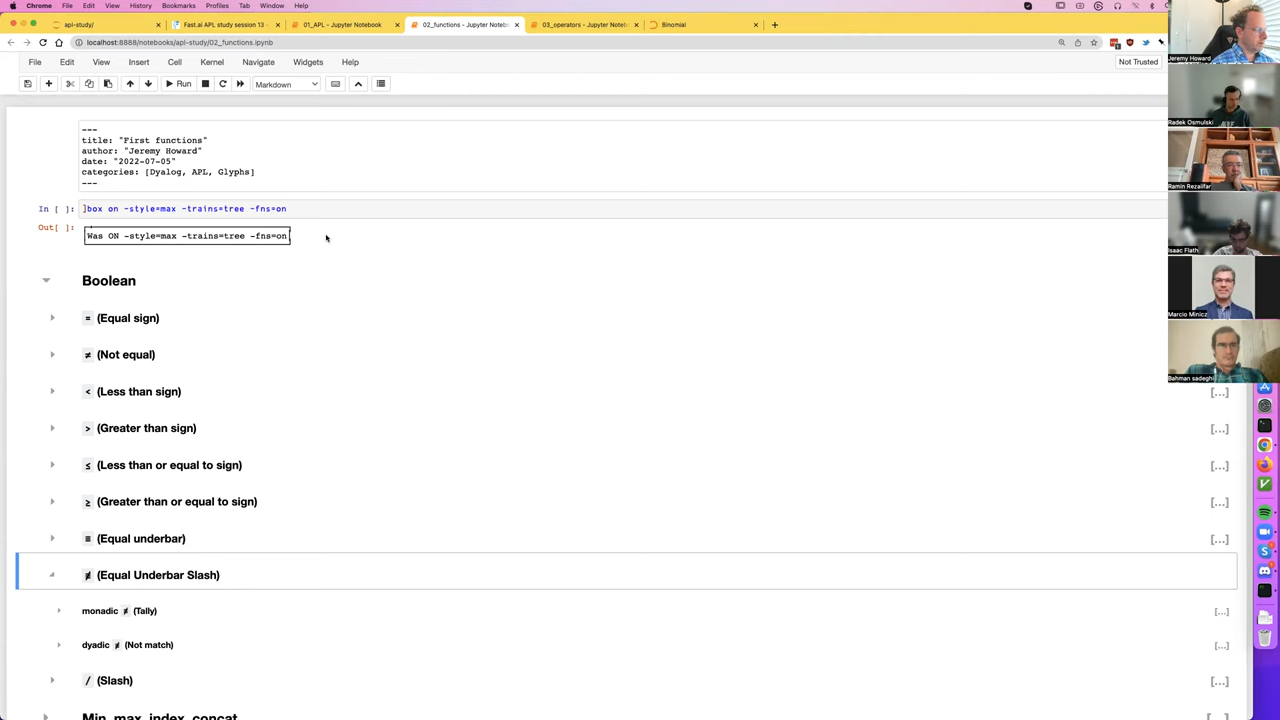 Chrome File Edit View History Bookmarks Profiles Tab Window Help
apl-study/
Fast.ai APL study session 13 -
01_APL - Jupyter Notebook
02_functions - Jupyter Notebook
03_operators - Jupyter Notebook
Binomial
localhost:8888/notebooks/apl-study/02_functions.ipynb
File Edit View Insert Cell Kernel Navigate Widgets Help
Not Trusted
Run
Markdown
---
title: "First functions"
author: "Jeremy Howard"
date: "2022-07-05"
categories: [Dyalog, APL, Glyphs]
---
In [ ]: ]box on -style=max -trains=tree -fns=on
Out[ ]:
Was ON -style=max -trains=tree -fns=on
Boolean
= (Equal sign)
≠ (Not equal)
< (Less than sign)
[...]
> (Greater than sign)
[...]
≤ (Less than or equal to sign)
[...]
≥ (Greater than or equal to sign)
[...]
≡ (Equal underbar)
[...]
≢ (Equal Underbar Slash)
monadic ≢ (Tally)
[...]
dyadic ≢ (Not match)
[...]
/ (Slash)
[...]
Min, max, index, concat
Jeremy Howard
Radek Osmulski
Ramin Rezaiifar
Isaac Flath
Marcio Minicz
Bahman sadeghi